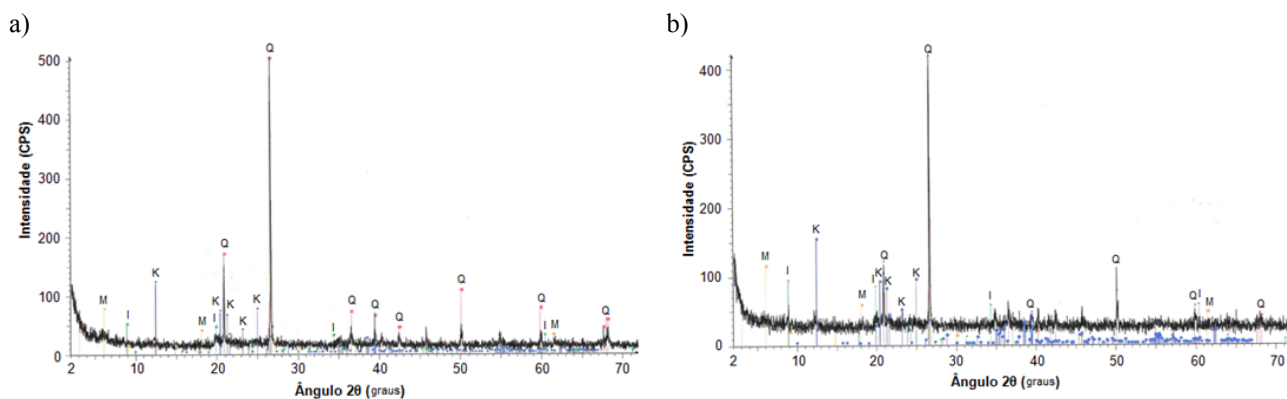 a)
b)
Intensidade (CPS)
500
400
300
200
100
0
2
10
20
30
40
50
60
70
Ângulo 2θ (graus)
M
I
K
M
I
K
Q
K
K
K
Q
I
Q
Q
Q
Q
Q
I
M
Q
Intensidade (CPS)
400
300
200
100
0
2
10
20
30
40
50
60
70
Ângulo 2θ (graus)
M
I
K
M
I
K
Q
K
K
K
Q
I
Q
Q
Q
I
M
Q